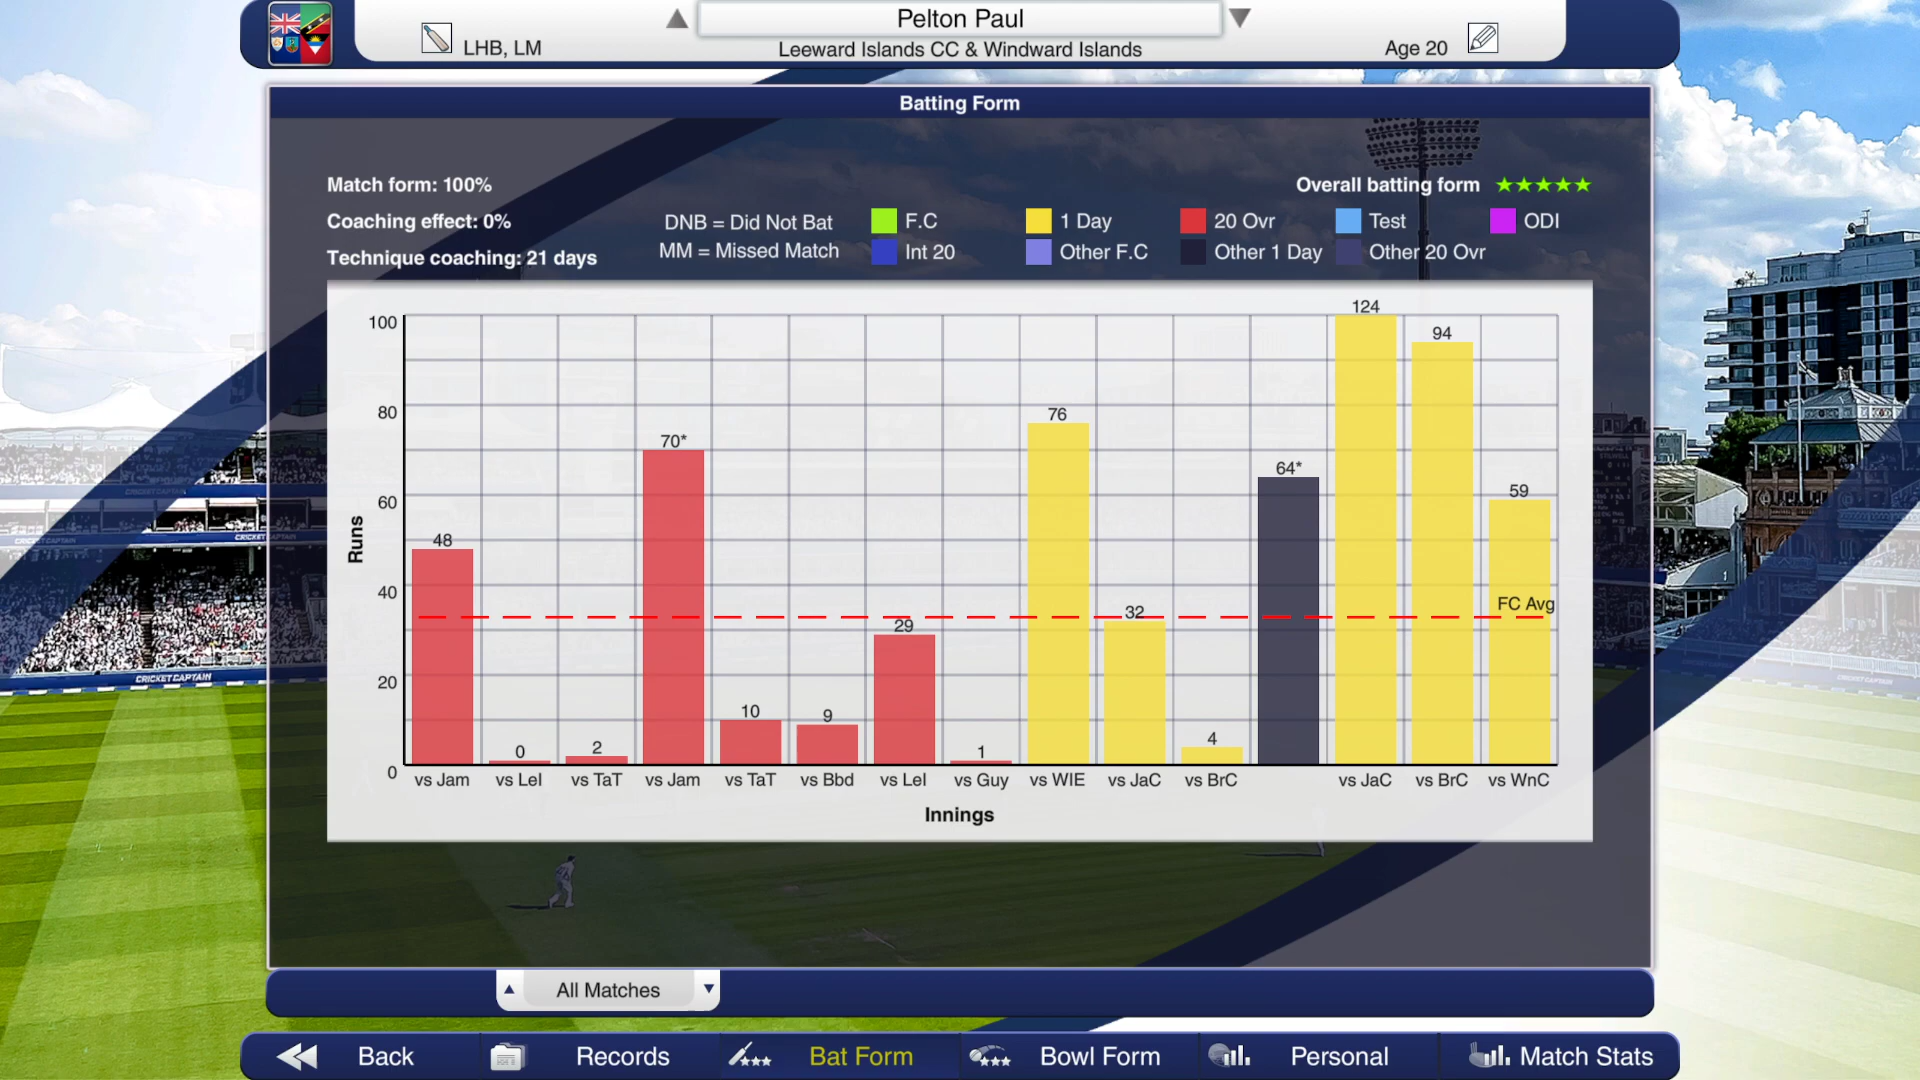 Pelton Paul
LHB, LM
Leeward Islands CC & Windward Islands
Age 20
Batting Form
Match form: 100%
Coaching effect: 0%
Technique coaching: 21 days
DNB = Did Not Bat
MM = Missed Match
Overall batting form
F.C
1 Day
20 Ovr
Test
ODI
Int 20
Other F.C
Other 1 Day
Other 20 Ovr
Runs
100
80
60
40
20
0
48
0
2
70*
10
9
29
1
76
32
4
64*
124
94
59
FC Avg
vs Jam
vs LeI
vs TaT
vs Jam
vs TaT
vs Bbd
vs LeI
vs Guy
vs WIE
vs JaC
vs BrC
vs JaC
vs BrC
vs WnC
Innings
CRICKET CAPTAIN
All Matches
Back
Records
Bat Form
Bowl Form
Personal
Match Stats